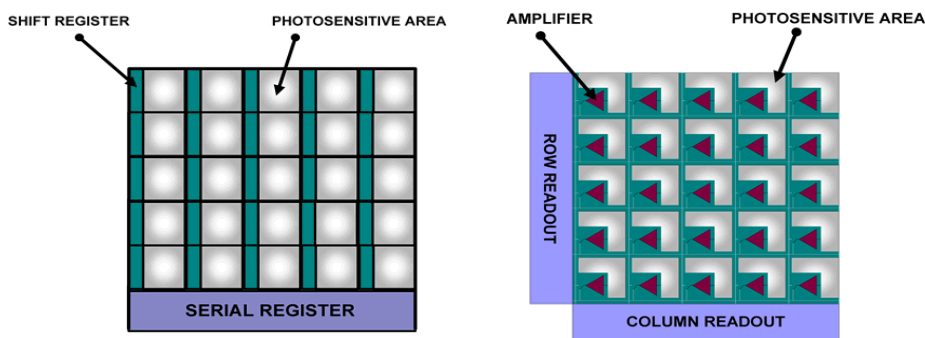 SHIFT REGISTER
PHOTOSENSITIVE AREA
SERIAL REGISTER
AMPLIFIER
PHOTOSENSITIVE AREA
ROW READOUT
COLUMN READOUT